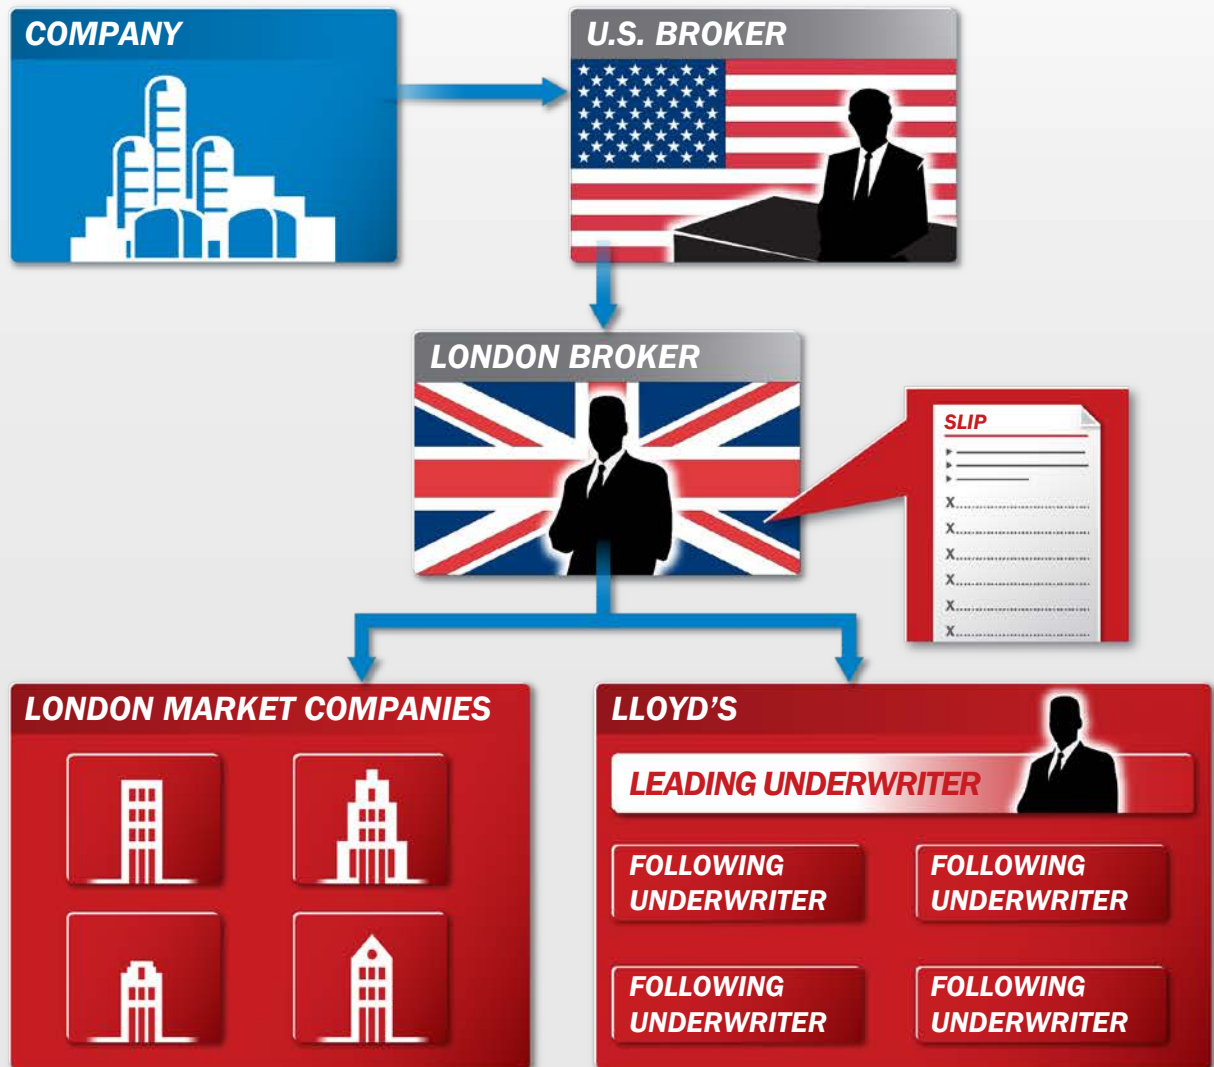 COMPANY
U.S. BROKER
LONDON BROKER
SLIP
X
X
X
X
X
X
LONDON MARKET COMPANIES
LLOYD'S
LEADING UNDERWRITER
FOLLOWING
UNDERWRITER
FOLLOWING
UNDERWRITER
FOLLOWING
UNDERWRITER
FOLLOWING
UNDERWRITER